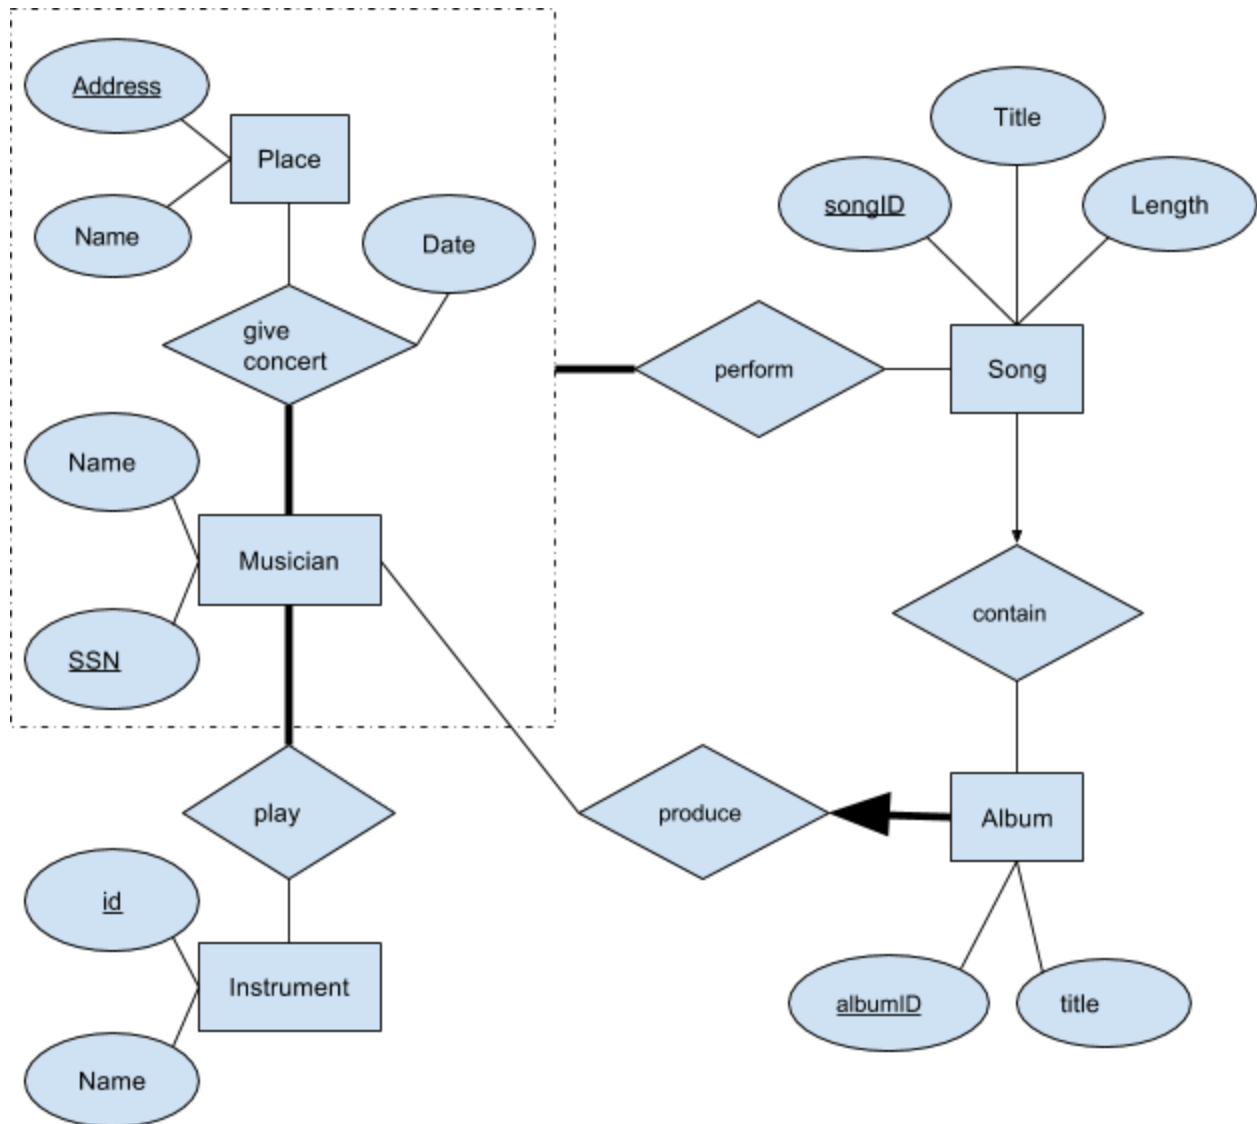 Address
Place
Name
Date
give
concert
Name
Musician
SSN
play
id
Instrument
Name
Title
songID
Length
perform
Song
contain
produce
Album
albumID
title